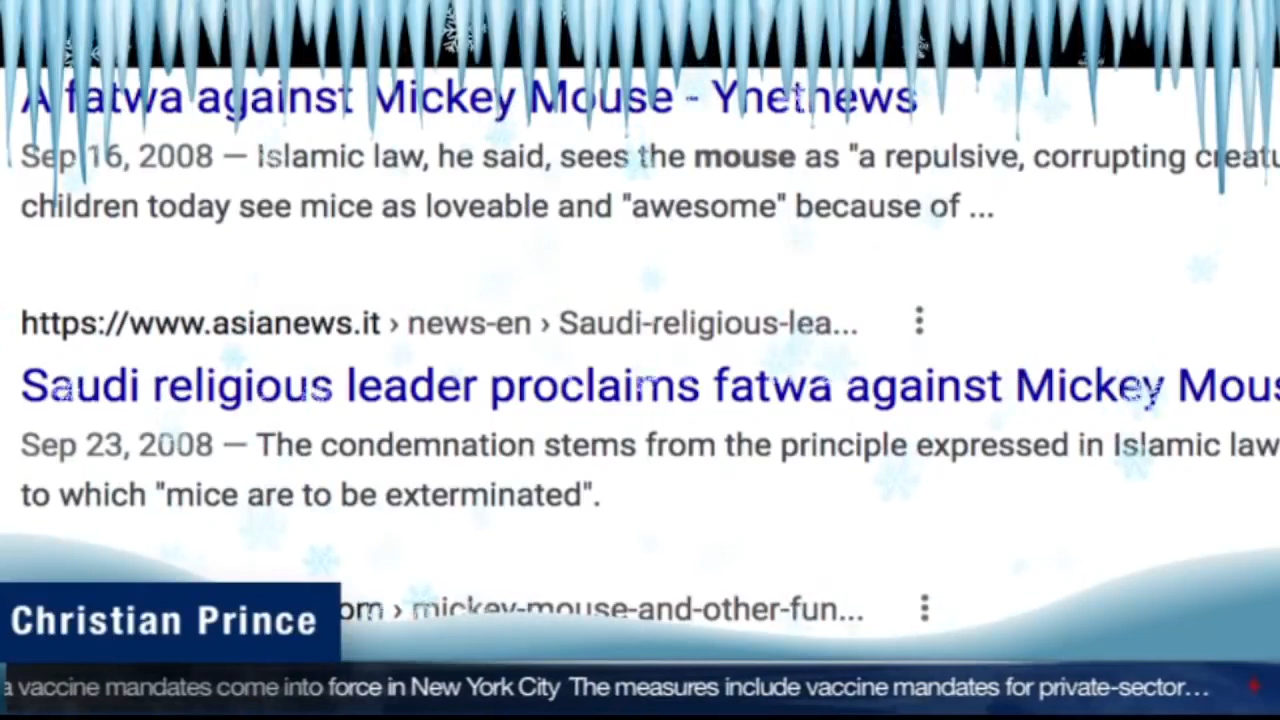 A fatwa against Mickey Mouse - Ynetnews
Sep 16, 2008 — Islamic law, he said, sees the mouse as "a repulsive, corrupting creatu
children today see mice as loveable and "awesome" because of ...
https://www.asianews.it › news-en › Saudi-religious-lea...
Saudi religious leader proclaims fatwa against Mickey Mous
Sep 23, 2008 — The condemnation stems from the principle expressed in Islamic law
to which "mice are to be exterminated".
om › mickey-mouse-and-other-fun...
Christian Prince
a vaccine mandates come into force in New York City The measures include vaccine mandates for private-sector...